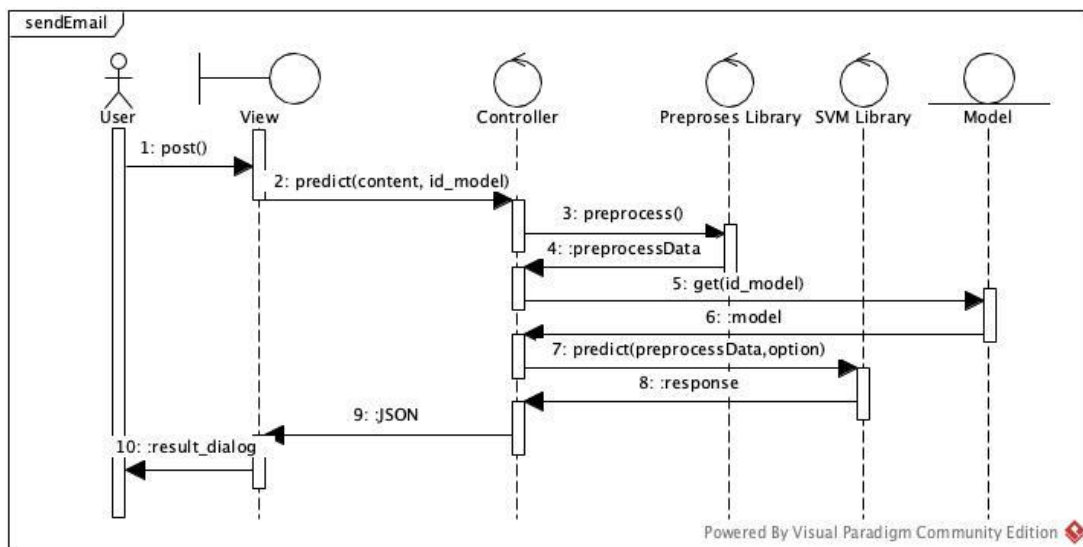 sendEmail
User
View
Controller
Preproses Library
SVM Library
Model
1: post()
2: predict(content, id_model)
3: preprocess()
4: :preprocessData
5: get(id_model)
6: :model
7: predict(preprocessData,option)
8: :response
9: :JSON
10: :result_dialog
Powered By Visual Paradigm Community Edition